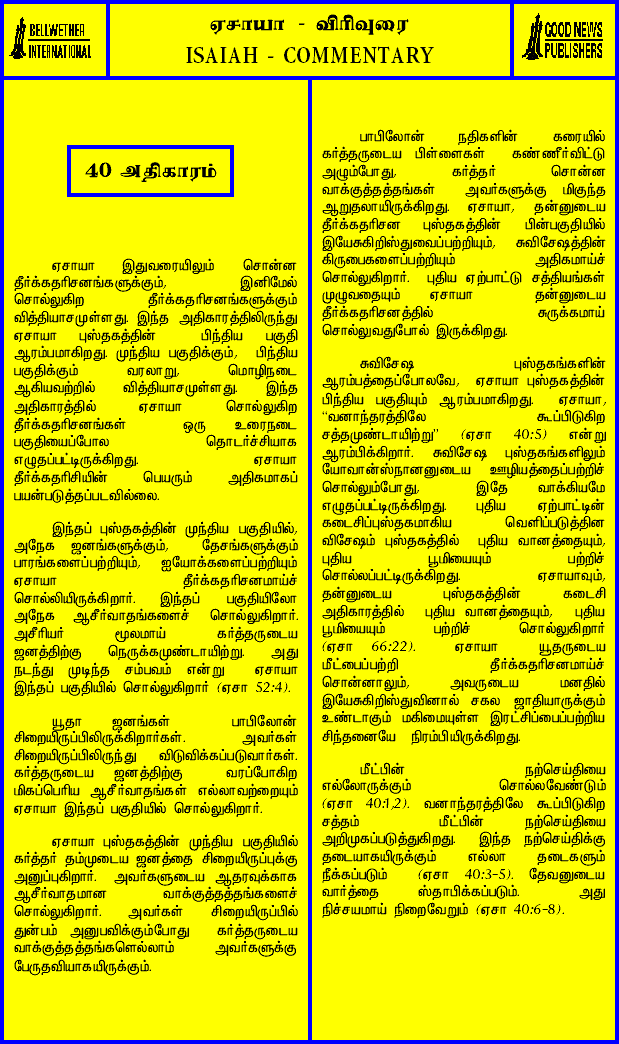 BELLWETHER
INTERNATIONAL
ஏசாயா - விரிவுரை
ISAIAH - COMMENTARY
GOOD NEWS
PUBLISHERS
40 அதிகாரம்
ஏசாயா இதுவரையிலும் சொன்ன
தீர்க்கதரிசனங்களுக்கும், இனிமேல்
சொல்லுகிற தீர்க்கதரிசனங்களுக்கும்
வித்தியாசமுள்ளது. இந்த அதிகாரத்திலிருந்து
ஏசாயா புஸ்தகத்தின் பிந்திய பகுதி
ஆரம்பமாகிறது. முந்திய பகுதிக்கும், பிந்திய
பகுதிக்கும் வரலாறு, மொழிநடை
ஆகியவற்றில் வித்தியாசமுள்ளது. இந்த
அதிகாரத்தில் ஏசாயா சொல்லுகிற
தீர்க்கதரிசனங்கள் ஒரு உரைநடை
பகுதியைப்போல தொடர்ச்சியாக
எழுதப்பட்டிருக்கிறது. ஏசாயா
தீர்க்கதரிசியின் பெயரும் அதிகமாகப்
பயன்படுத்தப்படவில்லை.
இந்தப் புஸ்தகத்தின் முந்திய பகுதியில்,
அநேக ஜனங்களுக்கும், தேசங்களுக்கும்
பாரங்களைப்பற்றியும், ஐயோக்களைப்பற்றியும்
ஏசாயா தீர்க்கதரிசனமாய்ச்
சொல்லியிருக்கிறார். இந்தப் பகுதியிலோ
அநேக ஆசீர்வாதங்களைச் சொல்லுகிறார்.
அசீரியர் மூலமாய் கர்த்தருடைய
ஜனத்திற்கு நெருக்கமுண்டாயிற்று. அது
நடந்து முடிந்த சம்பவம் என்று ஏசாயா
இந்தப் பகுதியில் சொல்லுகிறார் (ஏசா 52:4).
யூதா ஜனங்கள் பாபிலோன்
சிறையிருப்பிலிருக்கிறார்கள். அவர்கள்
சிறையிருப்பிலிருந்து விடுவிக்கப்படுவார்கள்.
கர்த்தருடைய ஜனத்திற்கு வரப்போகிற
மிகப்பெரிய ஆசீர்வாதங்கள் எல்லாவற்றையும்
ஏசாயா இந்தப் பகுதியில் சொல்லுகிறார்.
ஏசாயா புஸ்தகத்தின் முந்திய பகுதியில்
கர்த்தர் தம்முடைய ஜனத்தை சிறையிருப்புக்கு
அனுப்புகிறார். அவர்களுடைய ஆதரவுக்காக
ஆசீர்வாதமான வாக்குத்தத்தங்களைச்
சொல்லுகிறார். அவர்கள் சிறையிருப்பில்
துன்பம் அனுபவிக்கும்போது கர்த்தருடைய
வாக்குத்தத்தங்களெல்லாம் அவர்களுக்கு
பேருதவியாகயிருக்கும்.
பாபிலோன் நதிகளின் கரையில்
கர்த்தருடைய பிள்ளைகள் கண்ணீர்விட்டு
அழும்போது, கர்த்தர் சொன்ன
வாக்குத்தத்தங்கள் அவர்களுக்கு மிகுந்த
ஆறுதலாயிருக்கிறது. ஏசாயா, தன்னுடைய
தீர்க்கதரிசன புஸ்தகத்தின் பின்பகுதியில்
இயேசுகிறிஸ்துவைப்பற்றியும், சுவிசேஷத்தின்
கிருபைகளைப்பற்றியும் அதிகமாய்ச்
சொல்லுகிறார். புதிய ஏற்பாட்டு சத்தியங்கள்
முழுவதையும் ஏசாயா தன்னுடைய
தீர்க்கதரிசனத்தில் சுருக்கமாய்
சொல்லுவதுபோல் இருக்கிறது.
சுவிசேஷ புஸ்தகங்களின்
ஆரம்பத்தைப்போலவே, ஏசாயா புஸ்தகத்தின்
பிந்திய பகுதியும் ஆரம்பமாகிறது. ஏசாயா,
“வனாந்தரத்திலே கூப்பிடுகிற
சத்தமுண்டாயிற்று” (ஏசா 40:5) என்று
ஆரம்பிக்கிறார். சுவிசேஷ புஸ்தகங்களிலும்
யோவான்ஸ்நானனுடைய ஊழியத்தைப்பற்றிச்
சொல்லும்போது, இதே வாக்கியமே
எழுதப்பட்டிருக்கிறது. புதிய ஏற்பாட்டின்
கடைசிப்புஸ்தகமாகிய வெளிப்படுத்தின
விசேஷம் புஸ்தகத்தில் புதிய வானத்தையும்,
புதிய பூமியையும் பற்றிச்
சொல்லப்பட்டிருக்கிறது. ஏசாயாவும்,
தன்னுடைய புஸ்தகத்தின் கடைசி
அதிகாரத்தில் புதிய வானத்தையும், புதிய
பூமியையும் பற்றிச் சொல்லுகிறார்
(ஏசா 66:22). ஏசாயா யூதருடைய
மீட்பைப்பற்றி தீர்க்கதரிசனமாய்ச்
சொன்னாலும், அவருடைய மனதில்
இயேசுகிறிஸ்துவினால் சகல ஜாதியாருக்கும்
உண்டாகும் மகிமையுள்ள இரட்சிப்பைப்பற்றிய
சிந்தனையே நிரம்பியிருக்கிறது.
மீட்பின் நற்செய்தியை
எல்லோருக்கும் சொல்லவேண்டும்
(ஏசா 40:1,2). வனாந்தரத்திலே கூப்பிடுகிற
சத்தம் மீட்பின் நற்செய்தியை
அறிமுகப்படுத்துகிறது. இந்த நற்செய்திக்கு
தடையாகயிருக்கும் எல்லா தடைகளும்
நீக்கப்படும் (ஏசா 40:3-5). தேவனுடைய
வார்த்தை ஸ்தாபிக்கப்படும். அது
நிச்சயமாய் நிறைவேறும் (ஏசா 40:6-8).